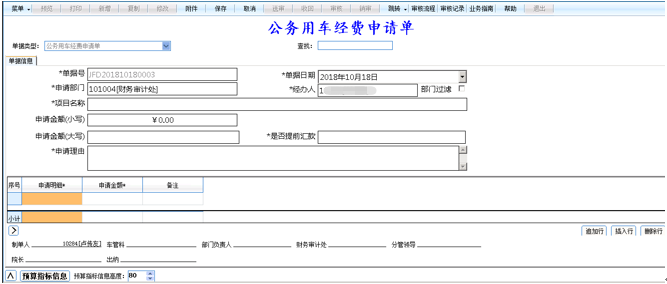 菜单 预览 打印 新增 复制 修改 附件 保存 取消 送审 收回 审核 销审 跳转 审核流程 审核记录 业务指南 帮助 退出
公务用车经费申请单
单据类型: 公务用车经费申请单 查找:
单据信息
*单据号 JFD201810180003 *单据日期 2018年10月18日
*申请部门 101004[财务审计处] *经办人 1 部门过滤
*项目名称
申请金额(小写) ￥0.00
申请金额(大写) *是否提前汇款
*申请理由
序号 申请明细* 申请金额* 备注
小计
追加行 插入行 删除行
制单人 10284[卢传友] 车管科 部门负责人 财务审计处 分管领导
院长 出纳
预算指标信息 预算指标信息高度: 80